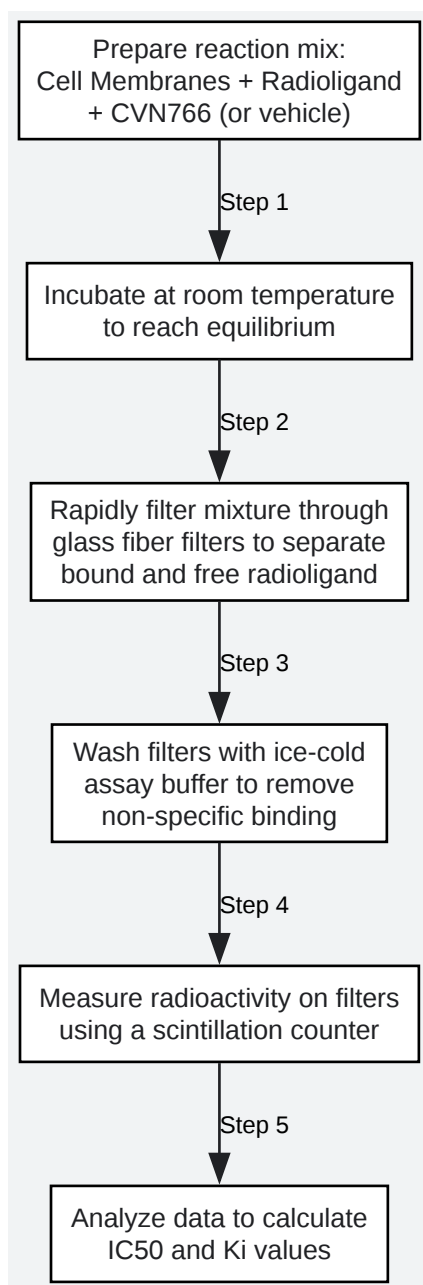 Prepare reaction mix:
Cell Membranes + Radioligand
+ CVN766 (or vehicle)
Step 1
Incubate at room temperature
to reach equilibrium
Step 2
Rapidly filter mixture through
glass fiber filters to separate
bound and free radioligand
Step 3
Wash filters with ice-cold
assay buffer to remove
non-specific binding
Step 4
Measure radioactivity on filters
using a scintillation counter
Step 5
Analyze data to calculate
IC50 and Ki values